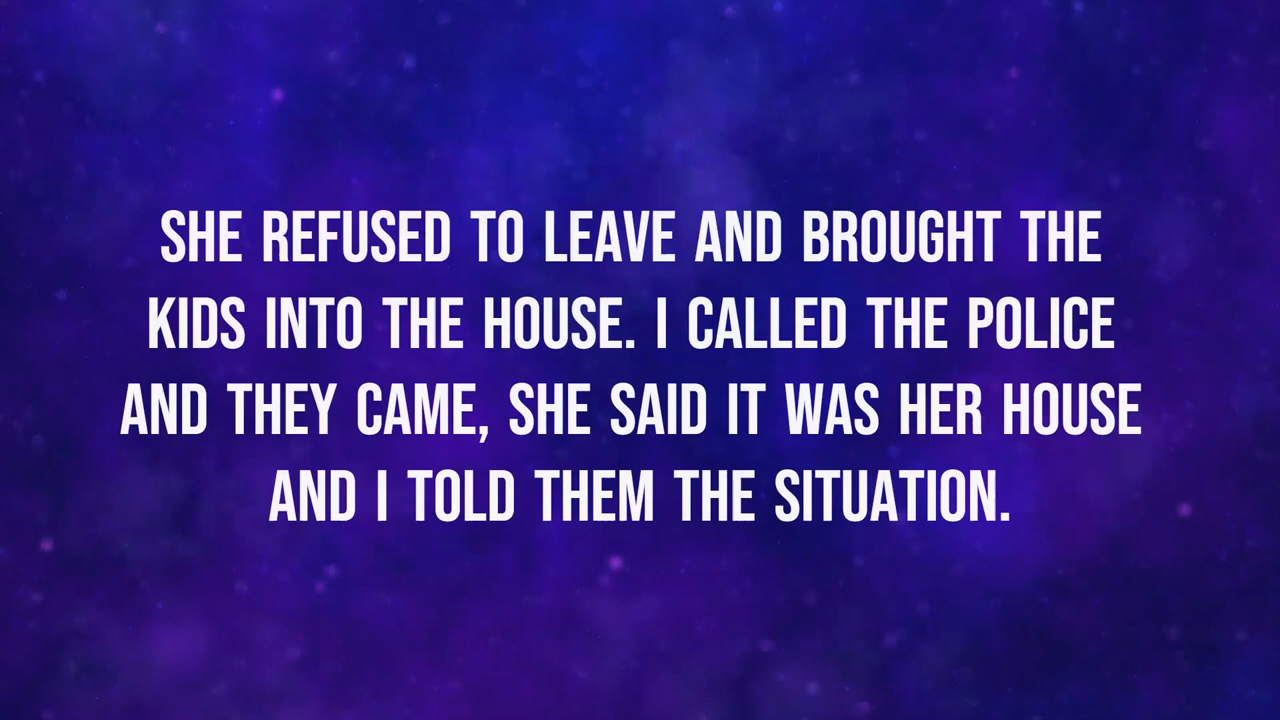 SHE REFUSED TO LEAVE AND BROUGHT THE
KIDS INTO THE HOUSE. I CALLED THE POLICE
AND THEY CAME, SHE SAID IT WAS HER HOUSE
AND I TOLD THEM THE SITUATION.